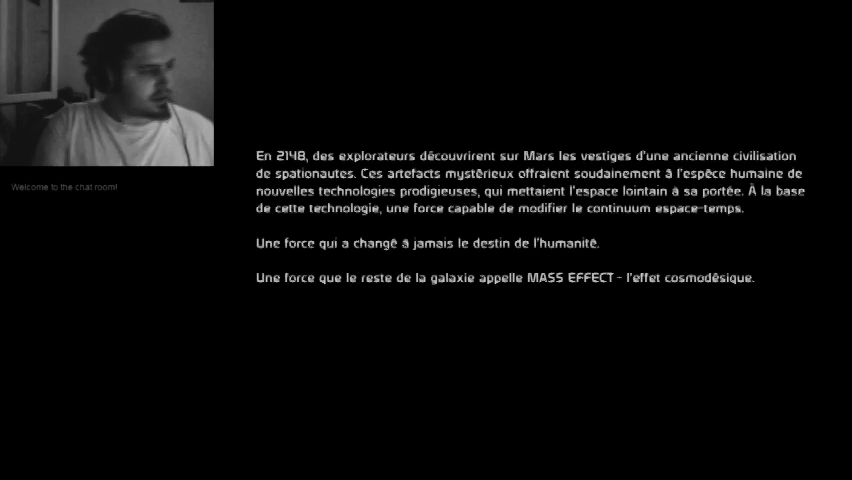 Welcome to the chat room!
En 2148, des explorateurs découvrirent sur Mars les vestiges d'une ancienne civilisation
de spationautes. Ces artefacts mystérieux offraient soudainement à l'espèce humaine de
nouvelles technologies prodigieuses, qui mettaient l'espace lointain à sa portée. À la base
de cette technologie, une force capable de modifier le continuum espace-temps.
Une force qui a changé à jamais le destin de l'humanité.
Une force que le reste de la galaxie appelle MASS EFFECT - l'effet cosmodésique.